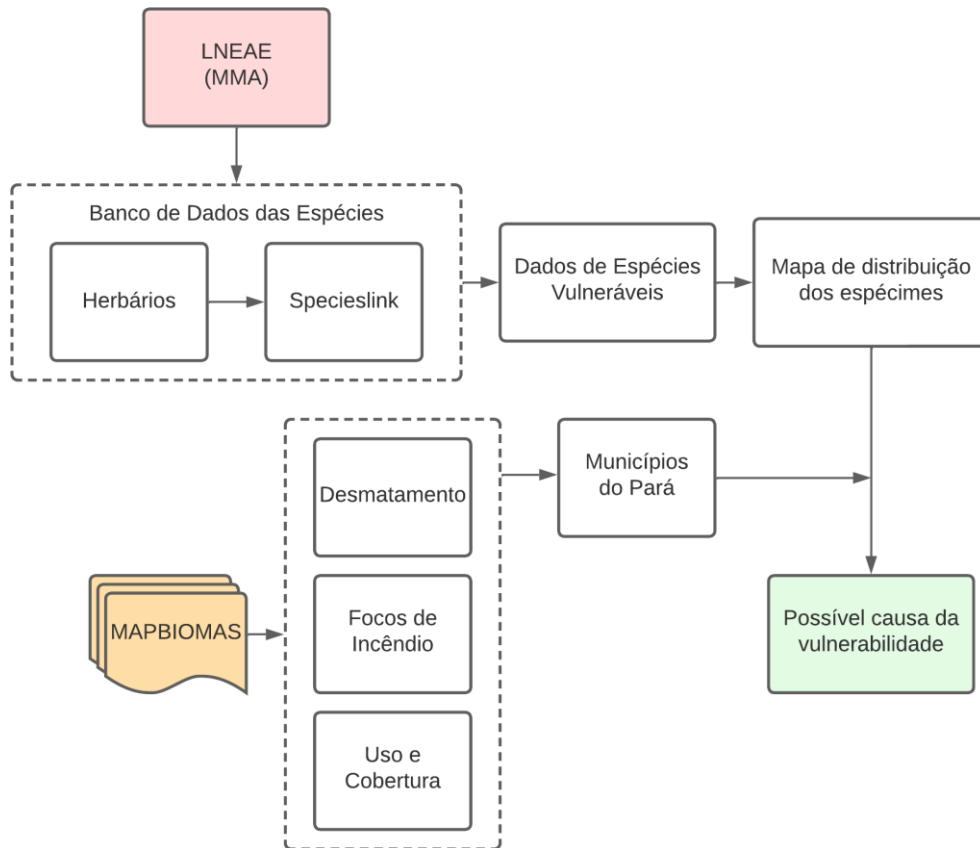 LNEAE
(MMA)
Banco de Dados das Espécies
Herbários
Specieslink
Dados de Espécies
Vulneráveis
Mapa de distribuição
dos espécimes
Desmatamento
Focos de
Incêndio
Uso e
Cobertura
MAPBIOMAS
Municípios
do Pará
Possível causa da
vulnerabilidade